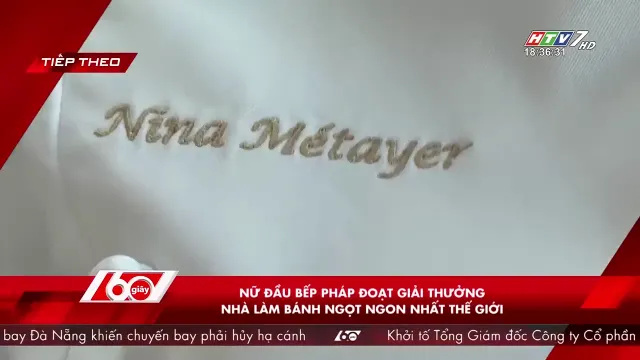 TIẾP THEO
HTV7 HD
18:36:31
Nina Métayer
60 giây
NỮ ĐẦU BẾP PHÁP ĐOẠT GIẢI THƯỞNG
NHÀ LÀM BÁNH NGỌT NGON NHẤT THẾ GIỚI
bay Đà Nẵng khiến chuyến bay phải hủy hạ cánh 60 Khởi tố Tổng Giám đốc Công ty Cổ phần